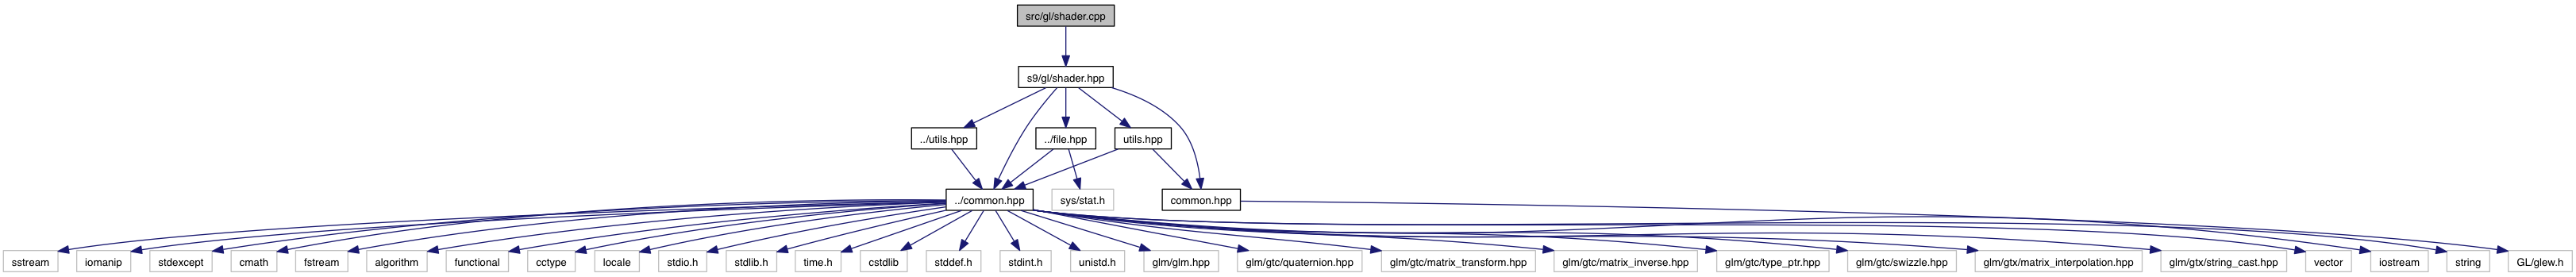 src/gl/shader.cpp
s9/gl/shader.hpp
../utils.hpp
../file.hpp
utils.hpp
../common.hpp
sys/stat.h
common.hpp
sstream
iomanip
stdexcept
cmath
fstream
algorithm
functional
cctype
locale
stdio.h
stdlib.h
time.h
cstdlib
stddef.h
stdint.h
unistd.h
glm/glm.hpp
glm/gtc/quaternion.hpp
glm/gtc/matrix_transform.hpp
glm/gtc/matrix_inverse.hpp
glm/gtc/type_ptr.hpp
glm/gtc/swizzle.hpp
glm/gtx/matrix_interpolation.hpp
glm/gtx/string_cast.hpp
vector
iostream
string
GL/glew.h